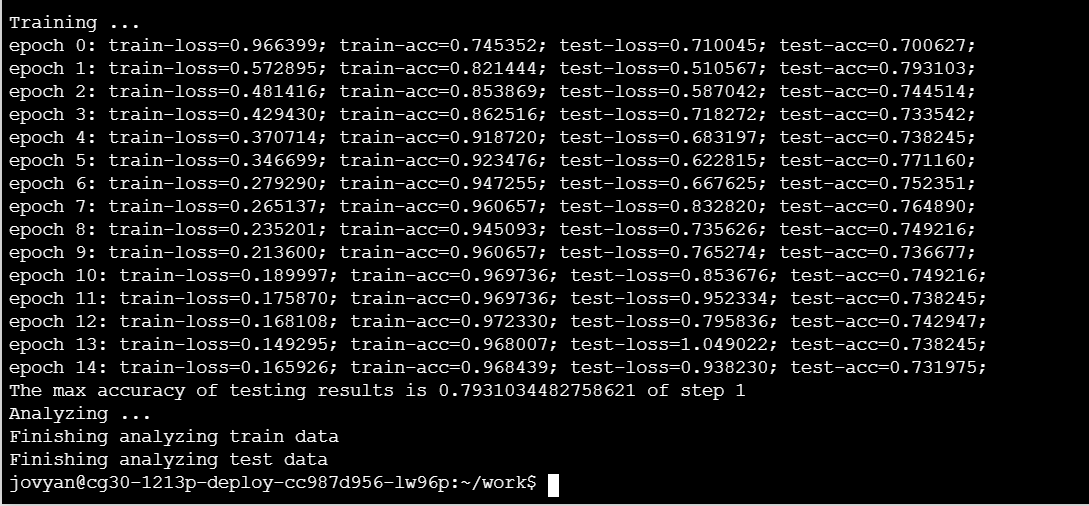 Training ...
epoch 0: train-loss=0.966399; train-acc=0.745352; test-loss=0.710045; test-acc=0.700627;
epoch 1: train-loss=0.572895; train-acc=0.821444; test-loss=0.510567; test-acc=0.793103;
epoch 2: train-loss=0.481416; train-acc=0.853869; test-loss=0.587042; test-acc=0.744514;
epoch 3: train-loss=0.429430; train-acc=0.862516; test-loss=0.718272; test-acc=0.733542;
epoch 4: train-loss=0.370714; train-acc=0.918720; test-loss=0.683197; test-acc=0.738245;
epoch 5: train-loss=0.346699; train-acc=0.923476; test-loss=0.622815; test-acc=0.771160;
epoch 6: train-loss=0.279290; train-acc=0.947255; test-loss=0.667625; test-acc=0.752351;
epoch 7: train-loss=0.265137; train-acc=0.960657; test-loss=0.832820; test-acc=0.764890;
epoch 8: train-loss=0.235201; train-acc=0.945093; test-loss=0.735626; test-acc=0.749216;
epoch 9: train-loss=0.213600; train-acc=0.960657; test-loss=0.765274; test-acc=0.736677;
epoch 10: train-loss=0.189997; train-acc=0.969736; test-loss=0.853676; test-acc=0.749216;
epoch 11: train-loss=0.175870; train-acc=0.969736; test-loss=0.952334; test-acc=0.738245;
epoch 12: train-loss=0.168108; train-acc=0.972330; test-loss=0.795836; test-acc=0.742947;
epoch 13: train-loss=0.149295; train-acc=0.968007; test-loss=1.049022; test-acc=0.738245;
epoch 14: train-loss=0.165926; train-acc=0.968439; test-loss=0.938230; test-acc=0.731975;
The max accuracy of testing results is 0.7931034482758621 of step 1
Analyzing ...
Finishing analyzing train data
Finishing analyzing test data
jovyan@cg30-1213p-deploy-cc987d956-lw96p:~/work$